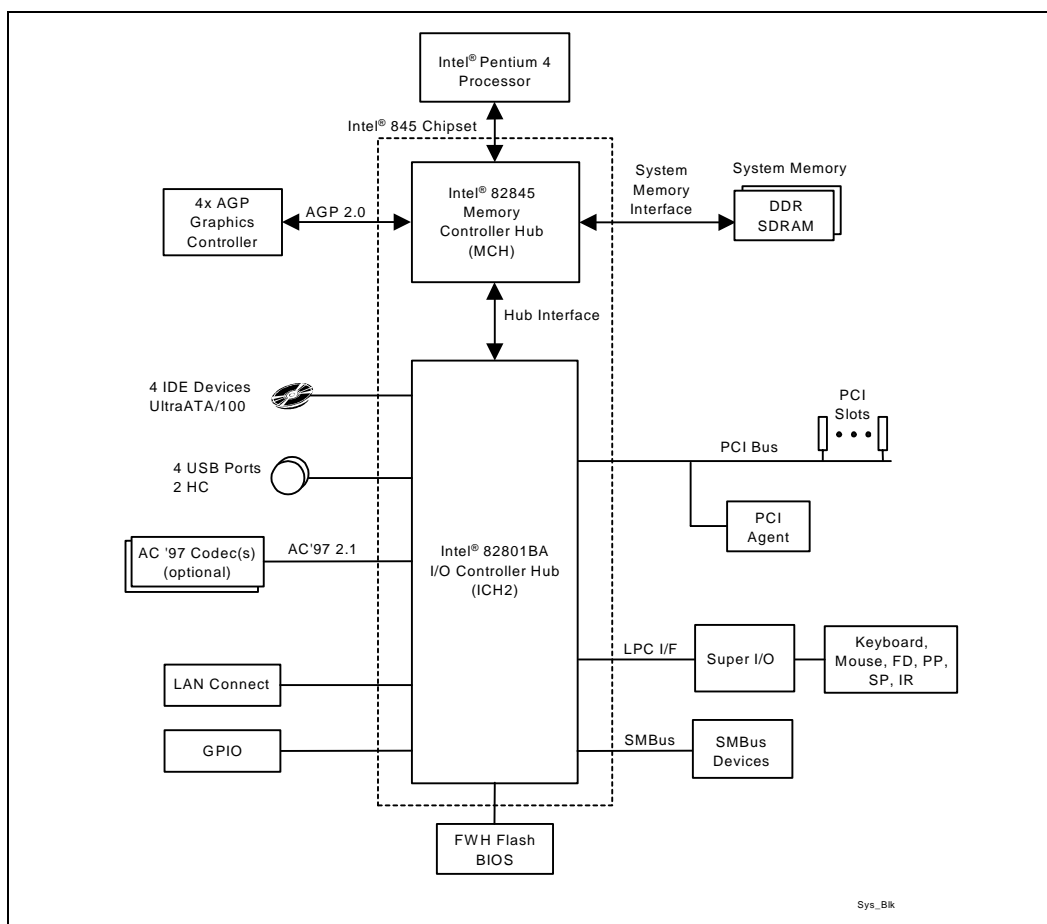 Intel® Pentium 4
Processor
Intel® 845 Chipset
4x AGP
Graphics
Controller
AGP 2.0
Intel® 82845
Memory
Controller Hub
(MCH)
System
Memory
Interface
System Memory
DDR
SDRAM
Hub Interface
4 IDE Devices
UltraATA/100
4 USB Ports
2 HC
AC '97 Codec(s)
(optional)
AC'97 2.1
LAN Connect
GPIO
Intel® 82801BA
I/O Controller Hub
(ICH2)
PCI
Slots
PCI Bus
PCI
Agent
LPC I/F
Super I/O
Keyboard,
Mouse, FD, PP,
SP, IR
SMBus
SMBus
Devices
FWH Flash
BIOS
Sys_Blk